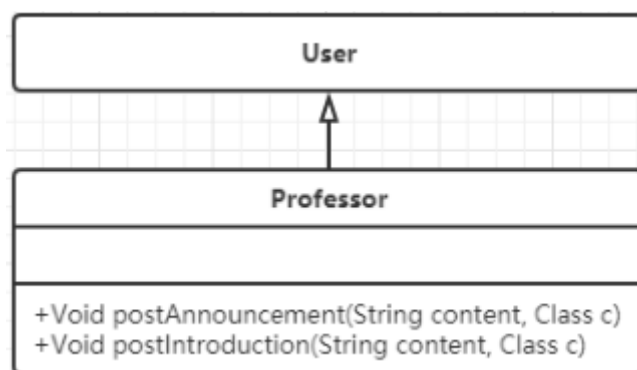 User
Professor
+Void postAnnouncement(String content, Class c)
+Void postIntroduction(String content, Class c)